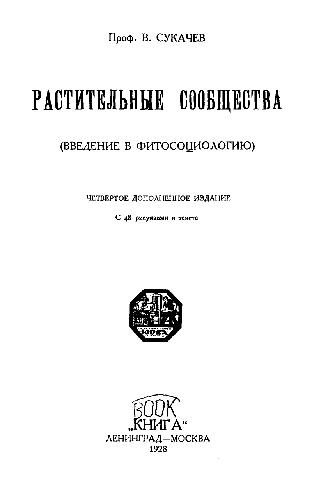 Проф. В. СУКАЧЕВ
РАСТИТЕЛЬНЫЕ СООБЩЕСТВА
(ВВЕДЕНИЕ В ФИТОСОЦИОЛОГИЮ)
ЧЕТВЕРТОЕ ДОПОЛНЕННОЕ ИЗДАНИЕ
С 48 рисунками в тексте
BOOK
„КНИГА“
ЛЕНИНГРАД—МОСКВА
1928